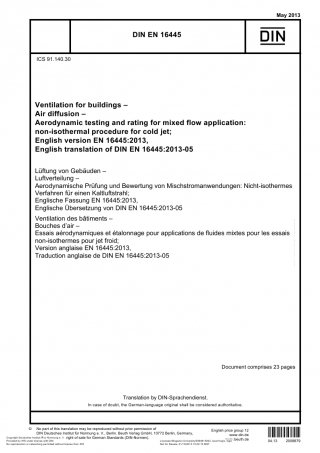 May 2013
DIN EN 16445
DIN
ICS 91.140.30
Ventilation for buildings –
Air diffusion –
Aerodynamic testing and rating for mixed flow application:
non-isothermal procedure for cold jet;
English version EN 16445:2013,
English translation of DIN EN 16445:2013-05
Lüftung von Gebäuden –
Luftverteilung –
Aerodynamische Prüfung und Bewertung von Mischstromanwendungen: Nicht-isothermes
Verfahren für einen Kaltluftstrahl;
Englische Fassung EN 16445:2013,
Englische Übersetzung von DIN EN 16445:2013-05
Ventilation des bâtiments –
Bouches d'air –
Essais aérodynamiques et étalonnage pour applications de fluides mixtes pour les essais
non-isothermes pour jet froid;
Version anglaise EN 16445:2013,
Traduction anglaise de DIN EN 16445:2013-05
Document comprises 23 pages
Translation by DIN-Sprachendienst.
In case of doubt, the German-language original shall be considered authoritative.
© No part of this translation may be reproduced without prior permission of
DIN Deutsches Institut für Normung e. V., Berlin. Beuth Verlag GmbH, 10772 Berlin, Germany,
right of sale for German Standards (DIN-Normen).
English price group 12
www.din.de
www.beuth.de